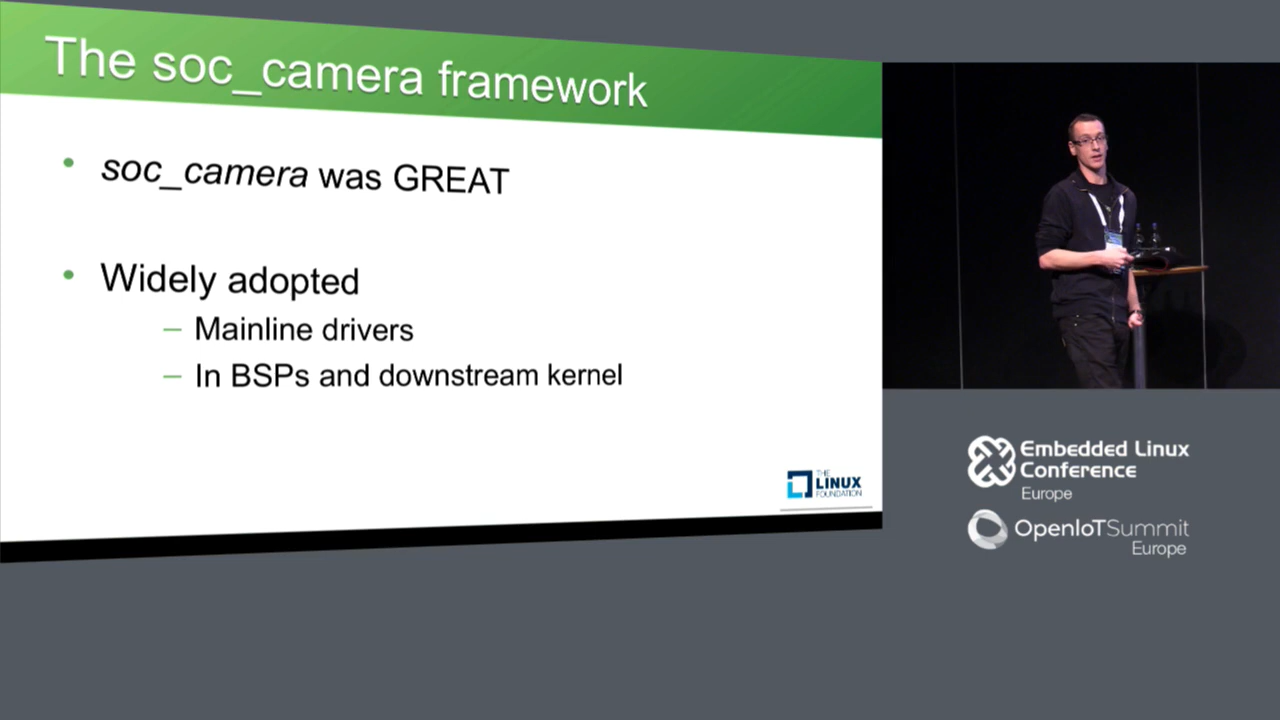 The soc_camera framework
• soc_camera was GREAT
• Widely adopted
– Mainline drivers
– In BSPs and downstream kernel
THE
LINUX
FOUNDATION
Embedded Linux
Conference
Europe
OpenIoTSummit
Europe